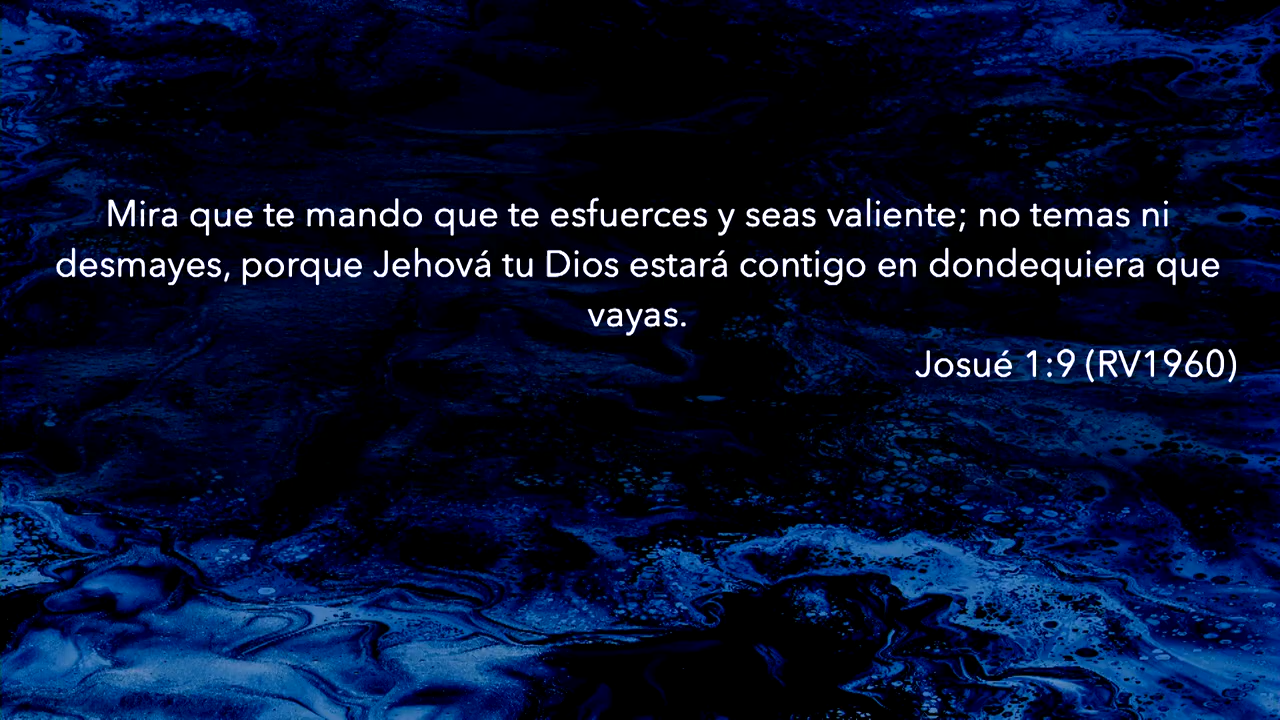 Mira que te mando que te esfuerces y seas valiente; no temas ni
desmayes, porque Jehová tu Dios estará contigo en dondequiera que
vayas.
Josué 1:9 (RV1960)